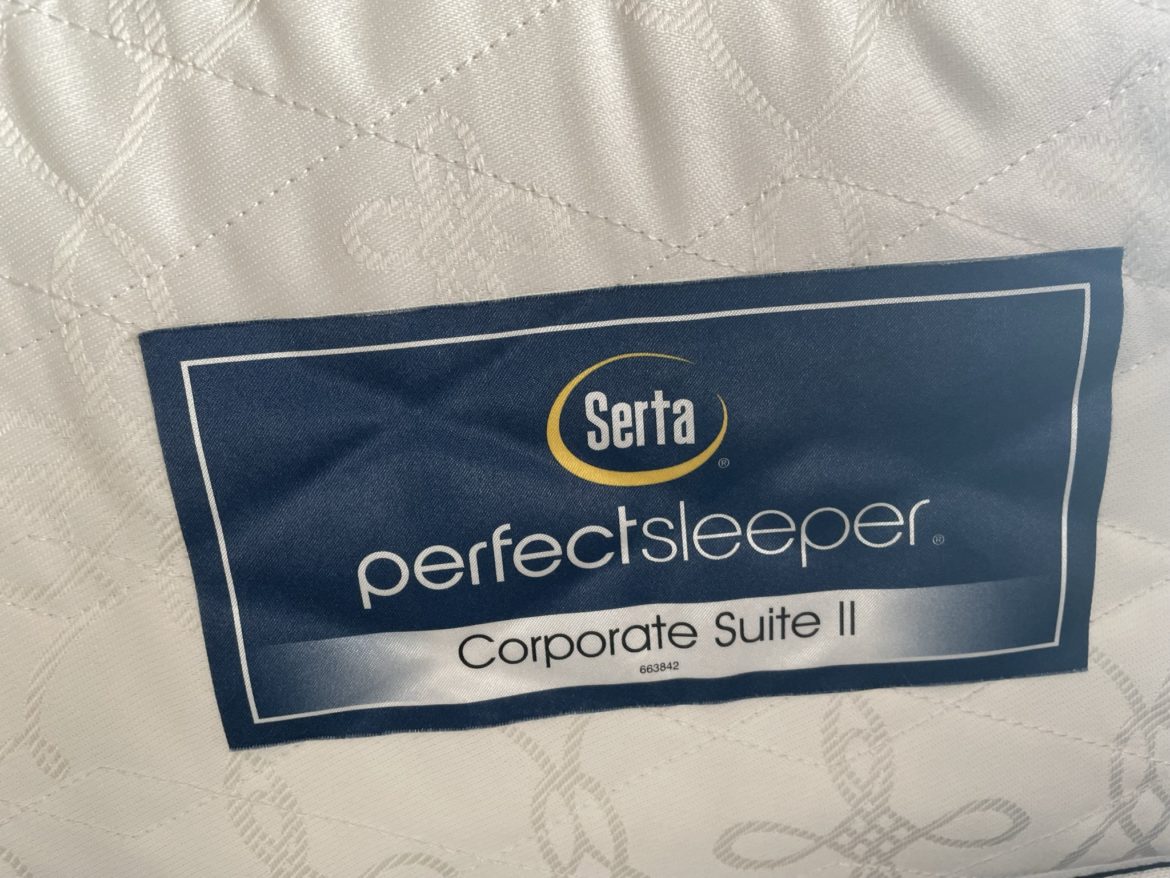 Serta®
perfectsleeper®
Corporate Suite II
663842